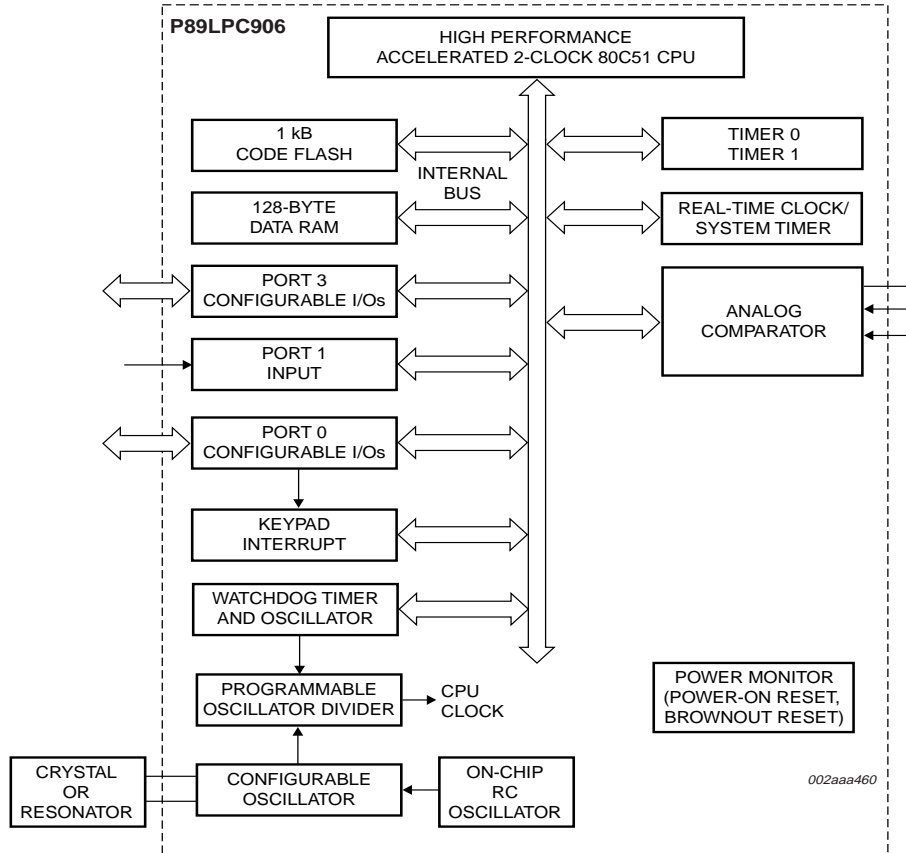 P89LPC906
HIGH PERFORMANCE
ACCELERATED 2-CLOCK 80C51 CPU
1 kB
CODE FLASH
TIMER 0
TIMER 1
INTERNAL
BUS
128-BYTE
DATA RAM
REAL-TIME CLOCK/
SYSTEM TIMER
PORT 3
CONFIGURABLE I/Os
ANALOG
COMPARATOR
PORT 1
INPUT
PORT 0
CONFIGURABLE I/Os
KEYPAD
INTERRUPT
WATCHDOG TIMER
AND OSCILLATOR
PROGRAMMABLE
OSCILLATOR DIVIDER
CPU
CLOCK
POWER MONITOR
(POWER-ON RESET,
BROWNOUT RESET)
CRYSTAL
OR
RESONATOR
CONFIGURABLE
OSCILLATOR
ON-CHIP
RC
OSCILLATOR
002aaa460